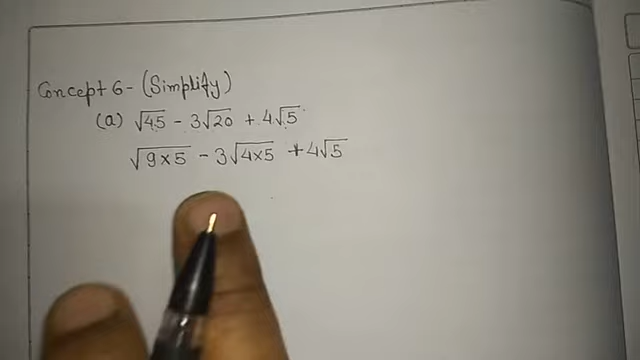 Concept 6- (Simplify)
(a) √45 - 3√20 + 4√5
√9×5 - 3√4×5 + 4√5